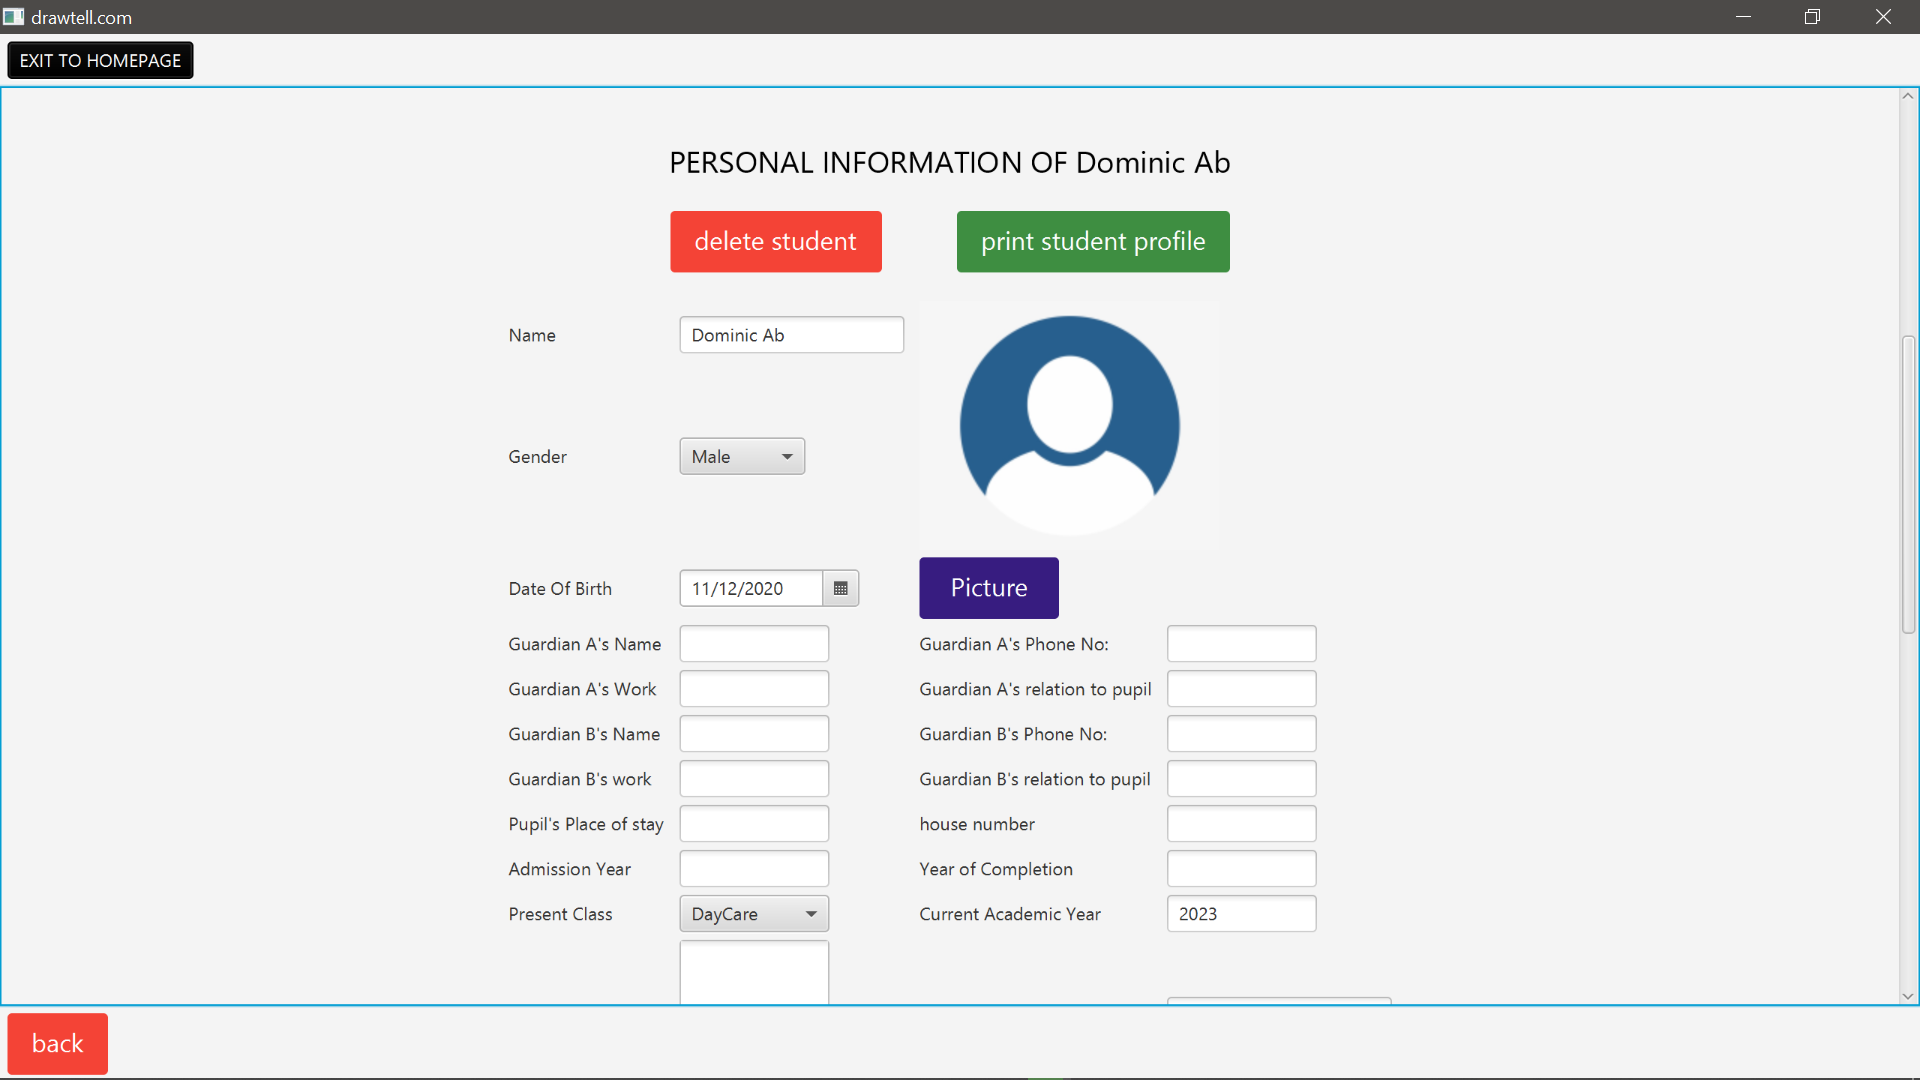 drawtell.com
EXIT TO HOMEPAGE
PERSONAL INFORMATION OF Dominic Ab
delete student
print student profile
Name
Dominic Ab
Gender
Male
Date Of Birth
11/12/2020
Picture
Guardian A's Name
Guardian A's Phone No:
Guardian A's Work
Guardian A's relation to pupil
Guardian B's Name
Guardian B's Phone No:
Guardian B's work
Guardian B's relation to pupil
Pupil's Place of stay
house number
Admission Year
Year of Completion
Present Class
DayCare
Current Academic Year
2023
back